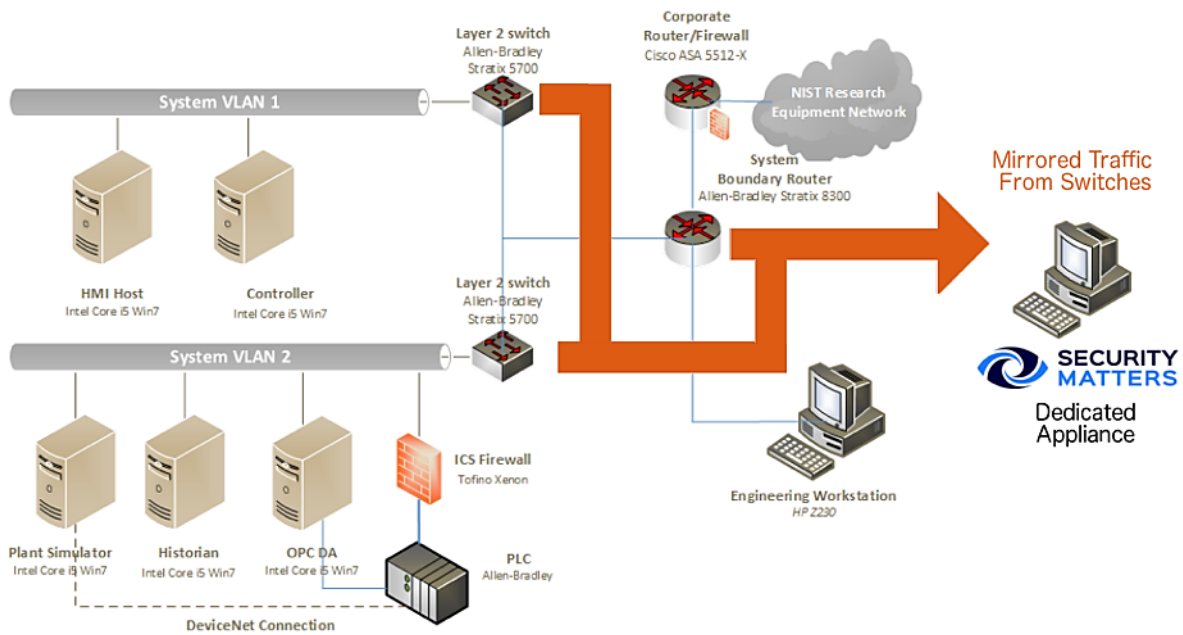 Layer 2 switch
Allen-Bradley
Stratix 5700
Corporate
Router/Firewall
Cisco ASA 5512-X
System VLAN 1
NIST Research
Equipment Network
System
Boundary Router
Allen-Bradley Stratix 8300
Mirrored Traffic
From Switches
HMI Host
Intel Core i5 Win7
Controller
Intel Core i5 Win7
Layer 2 switch
Allen-Bradley
Stratix 5700
System VLAN 2
SECURITY
MATTERS
Dedicated
Appliance
ICS Firewall
Tofino Xenon
Engineering Workstation
HP Z230
Plant Simulator
Intel Core i5 Win7
Historian
Intel Core i5 Win7
OPC DA
Intel Core i5 Win7
PLC
Allen-Bradley
DeviceNet Connection